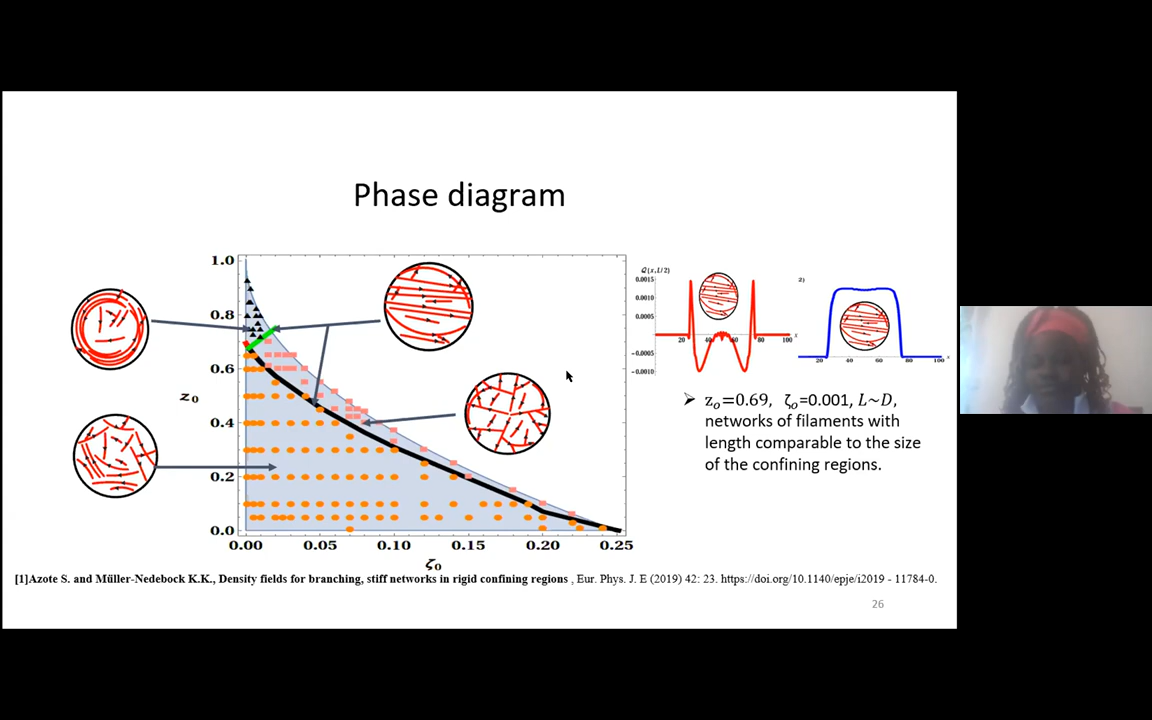 Phase diagram
1.0
0.8
0.6
z₀
0.4
0.2
0.0
0.00 0.05 0.10 0.15 0.20 0.25
ζ₀
Q(x,L/2)
0.0015
0.0010
0.0005
-0.0005
-0.0010
20 40 60 80 100 x
2)
20 40 60 80 100 x
➢ zₒ=0.69, ζₒ=0.001, L~D,
networks of filaments with
length comparable to the size
of the confining regions.
[1]Azote S. and Müller-Nedebock K.K., Density fields for branching, stiff networks in rigid confining regions , Eur. Phys. J. E (2019) 42: 23. https://doi.org/10.1140/epje/i2019 - 11784-0.
26